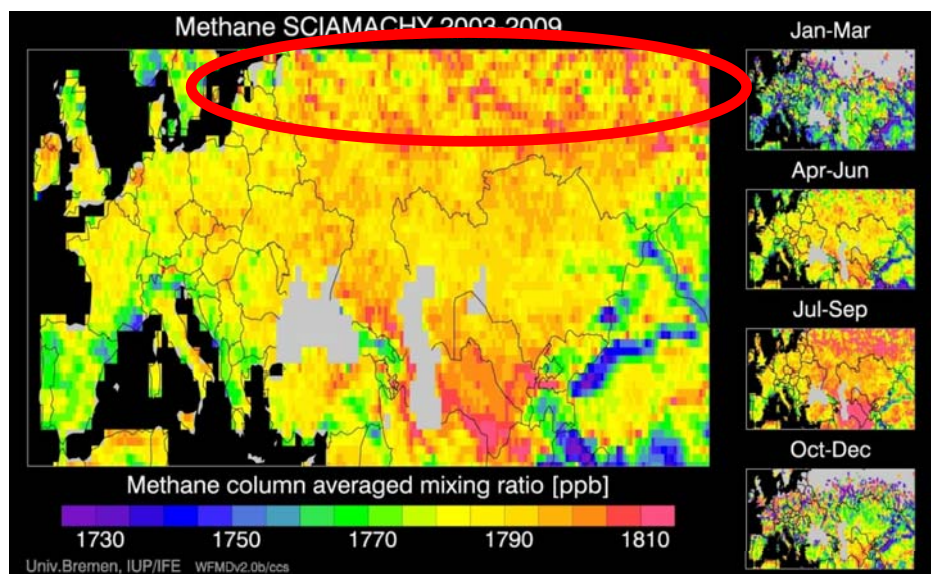 Methane SCIAMACHY 2003-2009
Jan-Mar
Apr-Jun
Jul-Sep
Oct-Dec
Methane column averaged mixing ratio [ppb]
1730 1750 1770 1790 1810
Univ.Bremen, IUP/IFE WFMDv2.0b/ccs